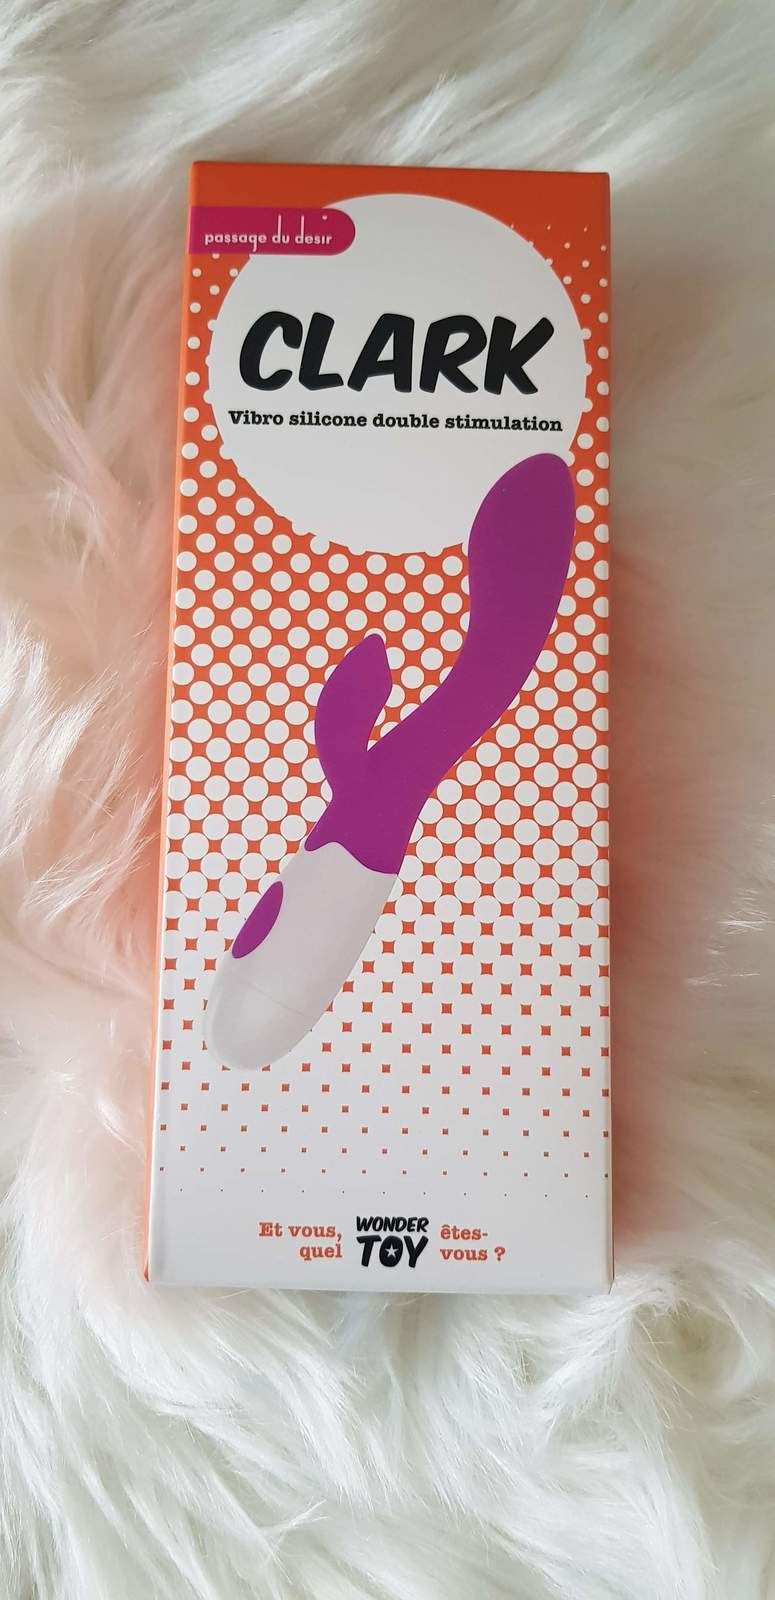 passage du desir
CLARK
Vibro silicone double stimulation
Et vous, quel
WONDER TOY
êtes-vous ?